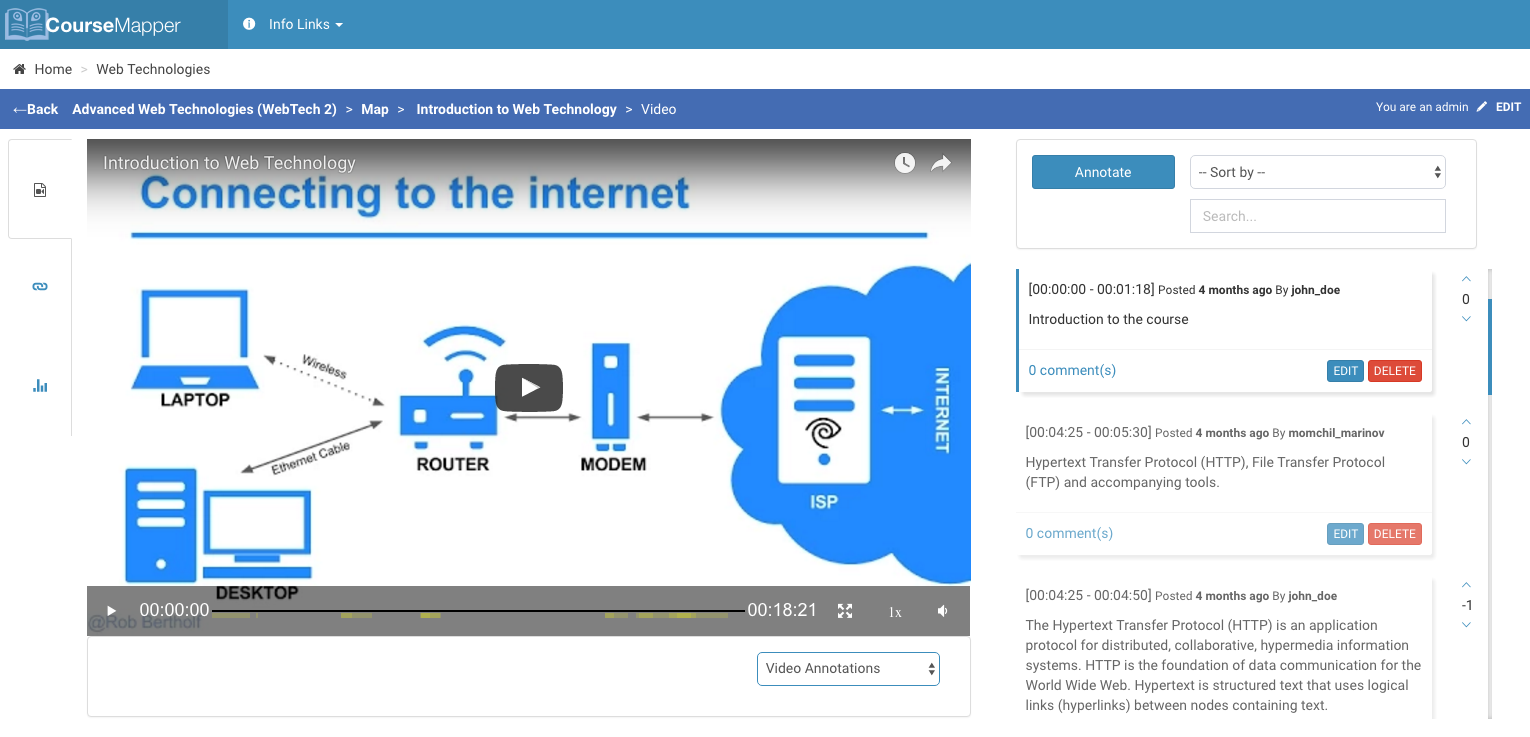 CourseMapper
Info Links
Home > Web Technologies
←Back Advanced Web Technologies (WebTech 2) > Map > Introduction to Web Technology > Video
You are an admin EDIT
Introduction to Web Technology
Connecting to the internet
LAPTOP
Wireless
Ethernet Cable
ROUTER
MODEM
ISP
INTERNET
DESKTOP
@Rob Bertholf
00:00:00
00:18:21
1x
Video Annotations
Annotate
-- Sort by --
Search...
[00:00:00 - 00:01:18] Posted 4 months ago By john_doe
0
Introduction to the course
0 comment(s)
EDIT
DELETE
[00:04:25 - 00:05:30] Posted 4 months ago By momchil_marinov
0
Hypertext Transfer Protocol (HTTP), File Transfer Protocol
(FTP) and accompanying tools.
0 comment(s)
EDIT
DELETE
[00:04:25 - 00:04:50] Posted 4 months ago By john_doe
-1
The Hypertext Transfer Protocol (HTTP) is an application
protocol for distributed, collaborative, hypermedia information
systems. HTTP is the foundation of data communication for the
World Wide Web. Hypertext is structured text that uses logical
links (hyperlinks) between nodes containing text.